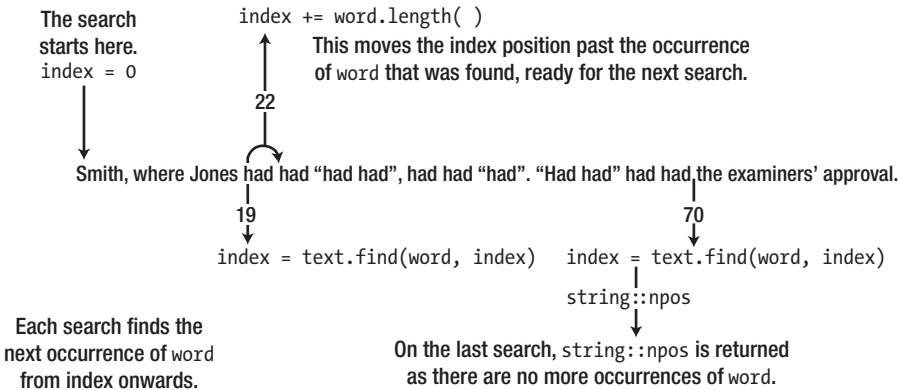 The search
starts here.
index = 0
index += word.length( )
This moves the index position past the occurrence
of word that was found, ready for the next search.
22
Smith, where Jones had had “had had”, had had “had”. “Had had” had had the examiners’ approval.
19
70
index = text.find(word, index)
index = text.find(word, index)
string::npos
Each search finds the
next occurrence of word
from index onwards.
On the last search, string::npos is returned
as there are no more occurrences of word.